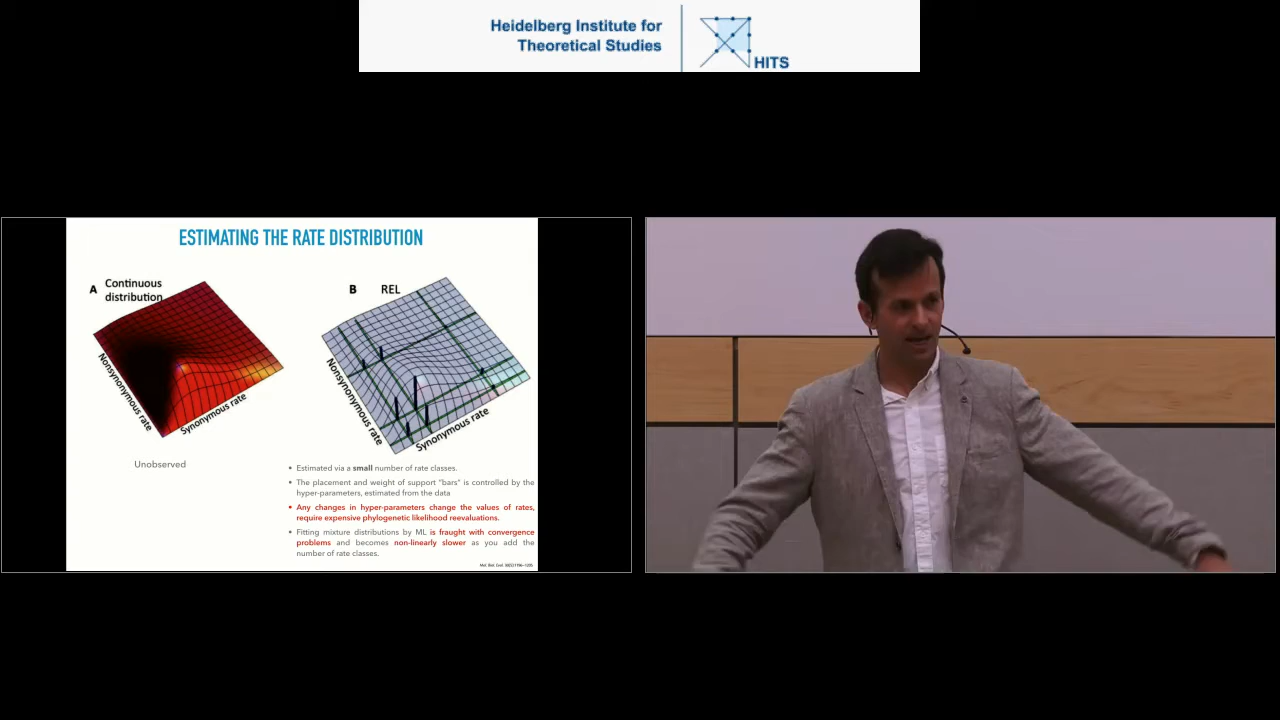 Heidelberg Institute for
Theoretical Studies
HITS
ESTIMATING THE RATE DISTRIBUTION
A Continuous
distribution
Nonsynonymous rate
Synonymous rate
Unobserved
B REL
Nonsynonymous rate
Synonymous rate
• Estimated via a small number of rate classes.
• The placement and weight of support "bars" is controlled by the
hyper-parameters, estimated from the data
• Any changes in hyper-parameters change the values of rates,
require expensive phylogenetic likelihood reevaluations.
• Fitting mixture distributions by ML is fraught with convergence
problems and becomes non-linearly slower as you add the
number of rate classes.